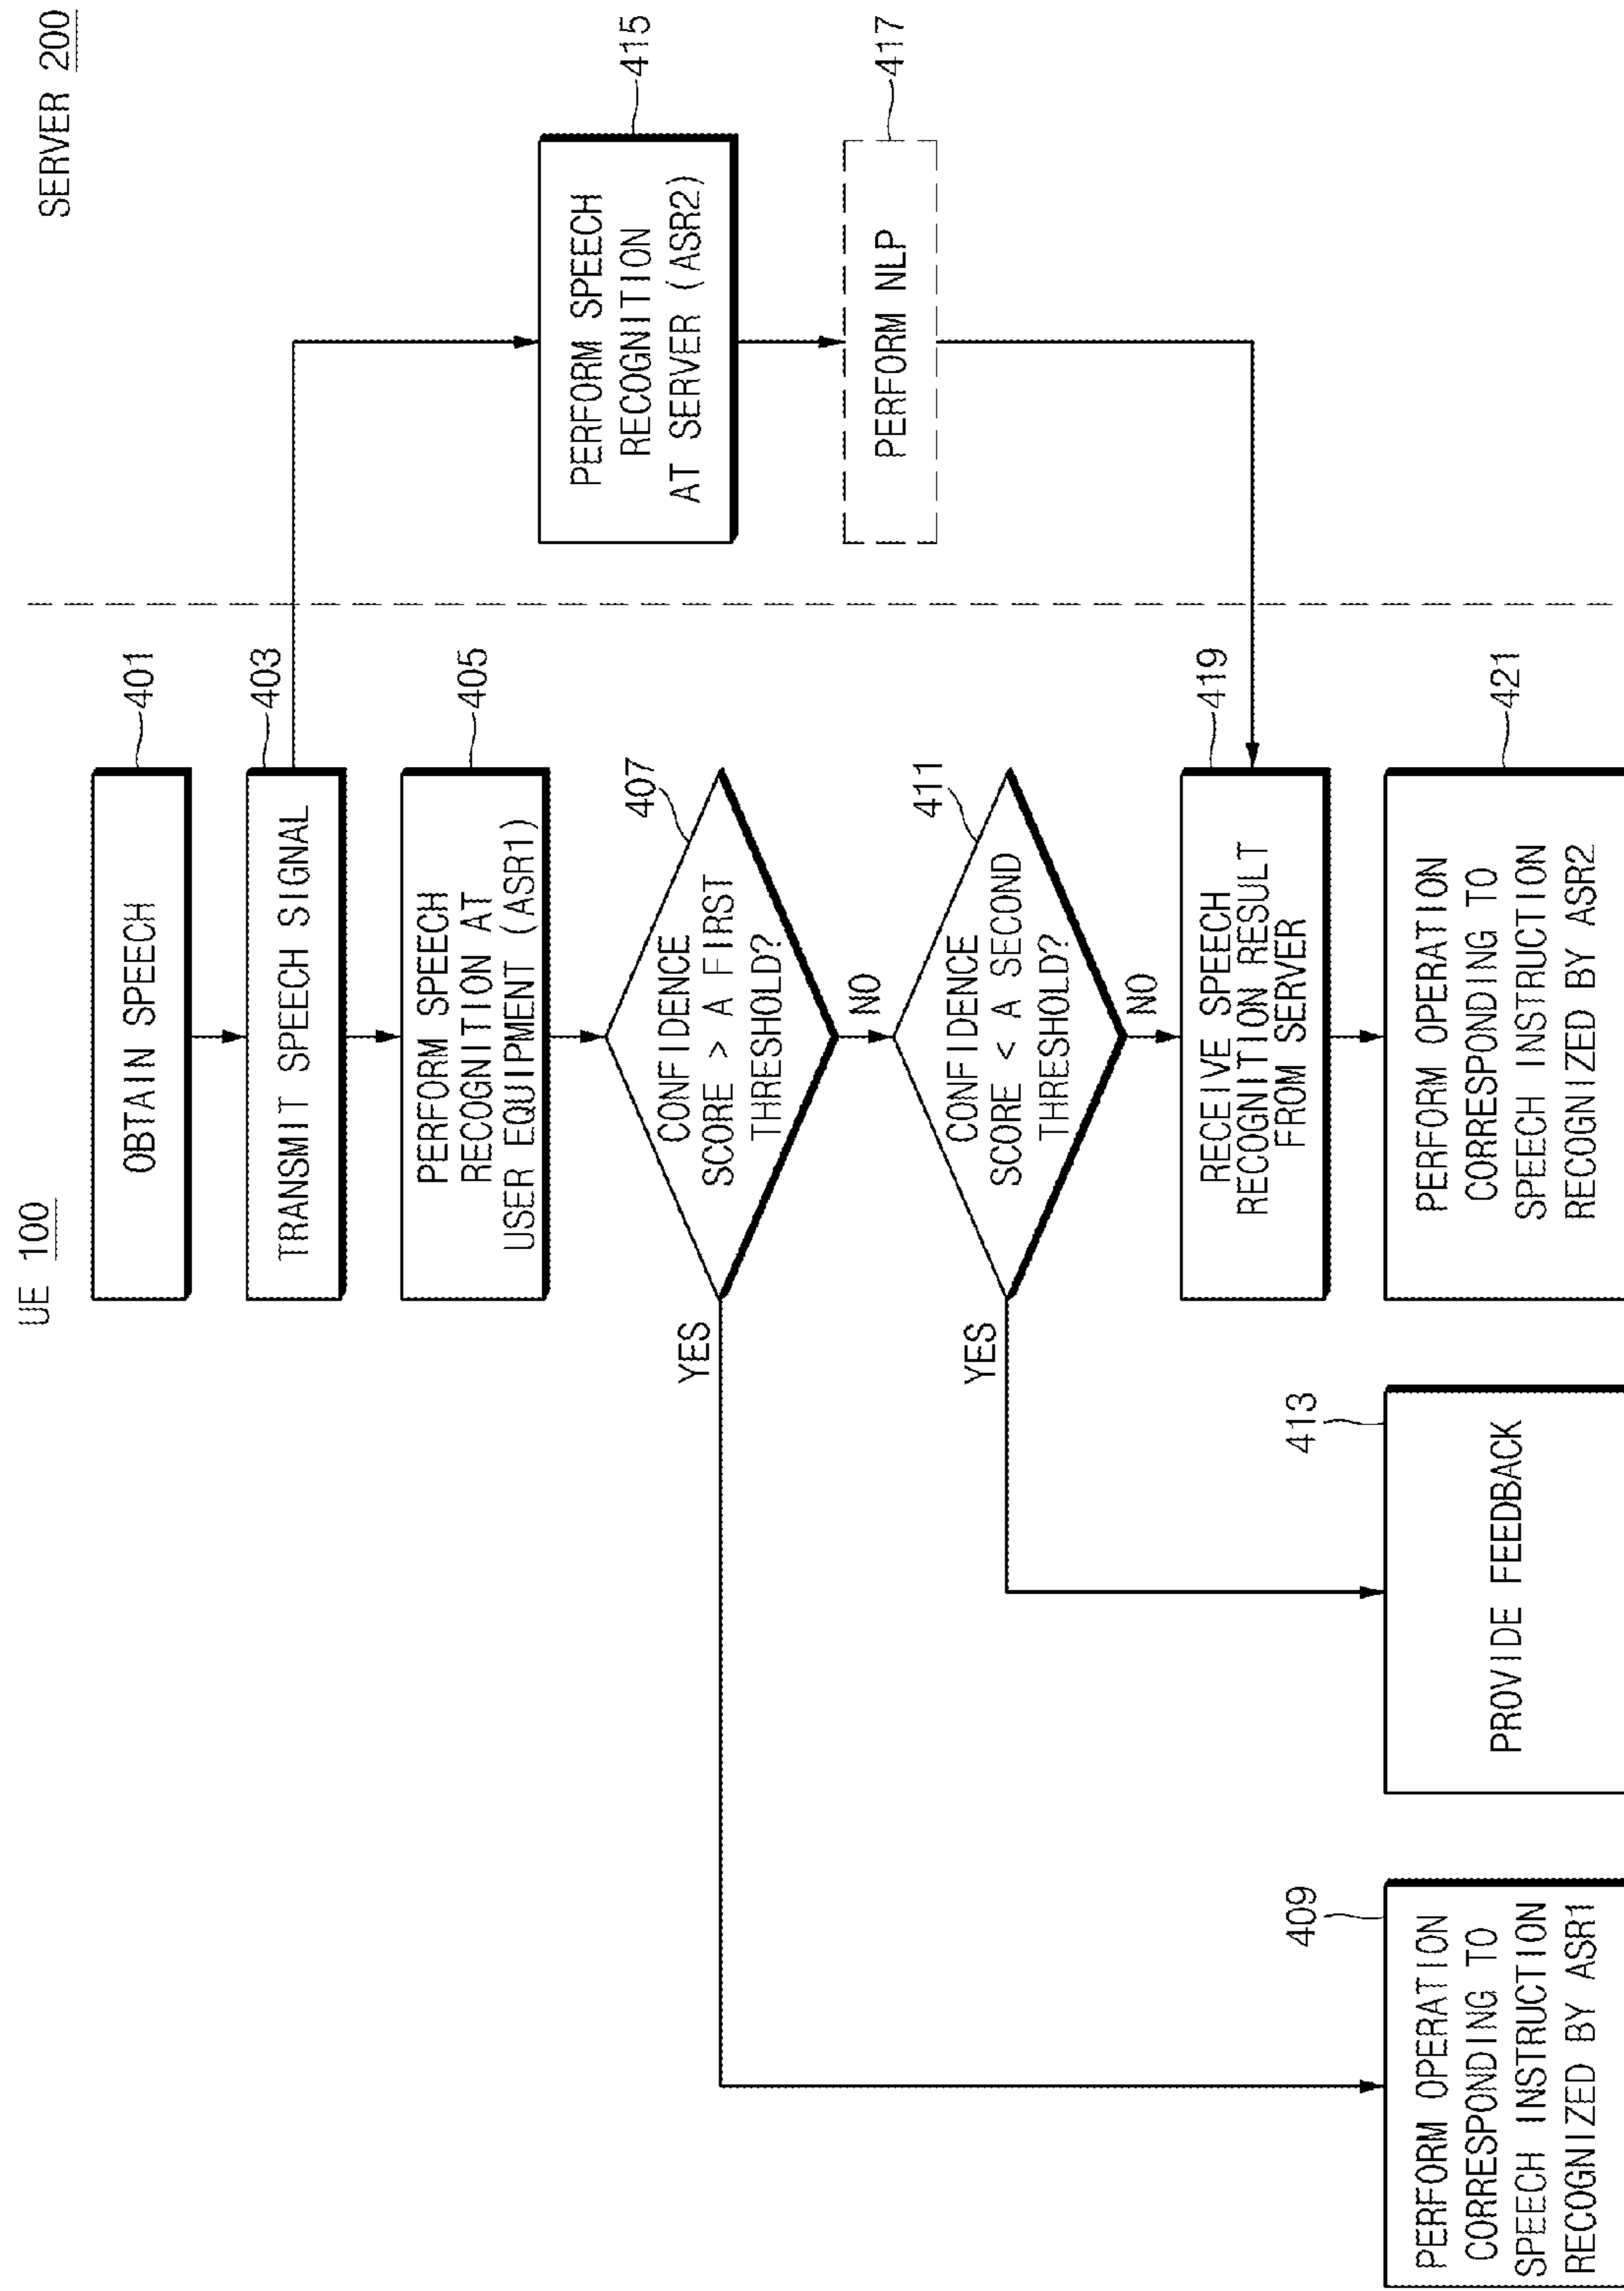 UE 100
SERVER 200
OBTAIN SPEECH
401
TRANSMIT SPEECH SIGNAL
403
PERFORM SPEECH
RECOGNITION AT
USER EQUIPMENT (ASR1)
405
CONFIDENCE
SCORE > A FIRST
THRESHOLD?
407
YES
NO
PERFORM SPEECH
RECOGNITION
AT SERVER (ASR2)
415
PERFORM NLP
417
CONFIDENCE
SCORE < A SECOND
THRESHOLD?
411
YES
NO
RECEIVE SPEECH
RECOGNITION RESULT
FROM SERVER
419
409
PERFORM OPERATION
CORRESPONDING TO
SPEECH INSTRUCTION
RECOGNIZED BY ASR1
413
PROVIDE FEEDBACK
PERFORM OPERATION
CORRESPONDING TO
SPEECH INSTRUCTION
RECOGNIZED BY ASR2
421